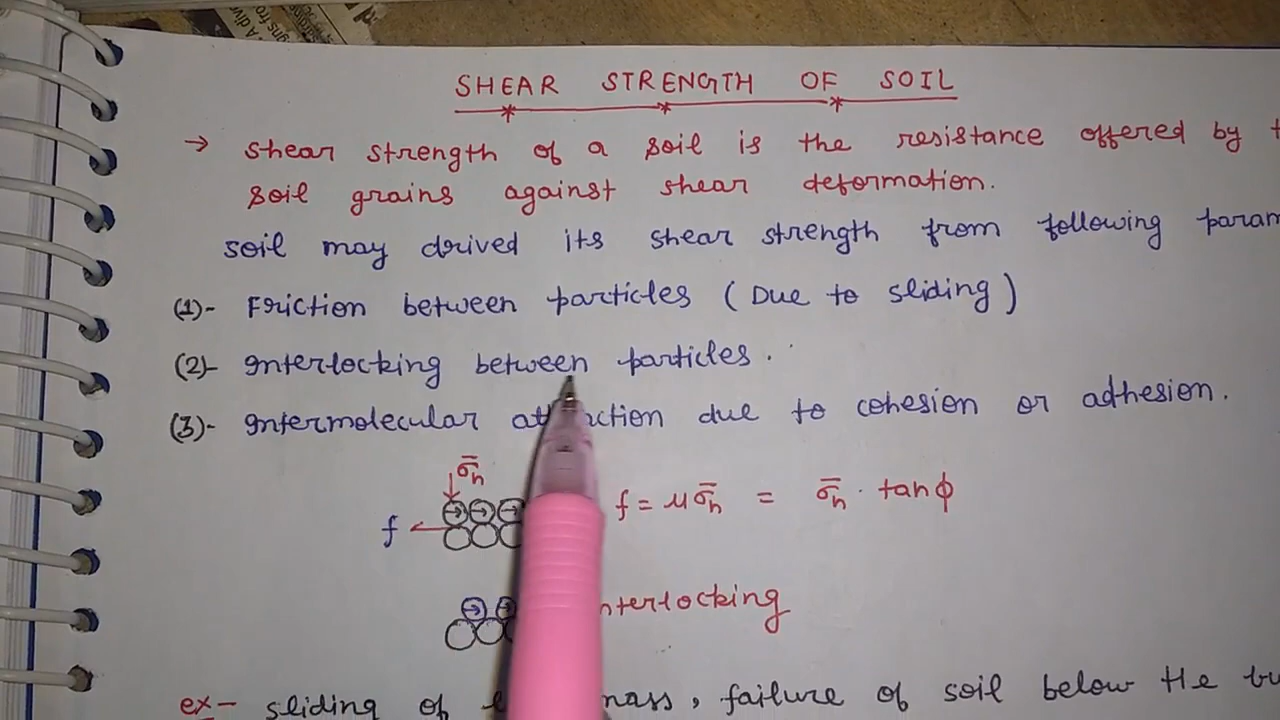 SHEAR STRENGTH OF SOIL
→ shear strength of a soil is the resistance offered by
soil grains against shear deformation.
soil may drived its shear strength from following
(1)- Friction between particles (Due to sliding)
(2)- Interlocking between particles.
(3)- Intermolecular due to cohesion or adhesion.
σ̄n
f f = μσ̄n = σ̄n · tanϕ
ex- sliding of mass, failure of soil below the